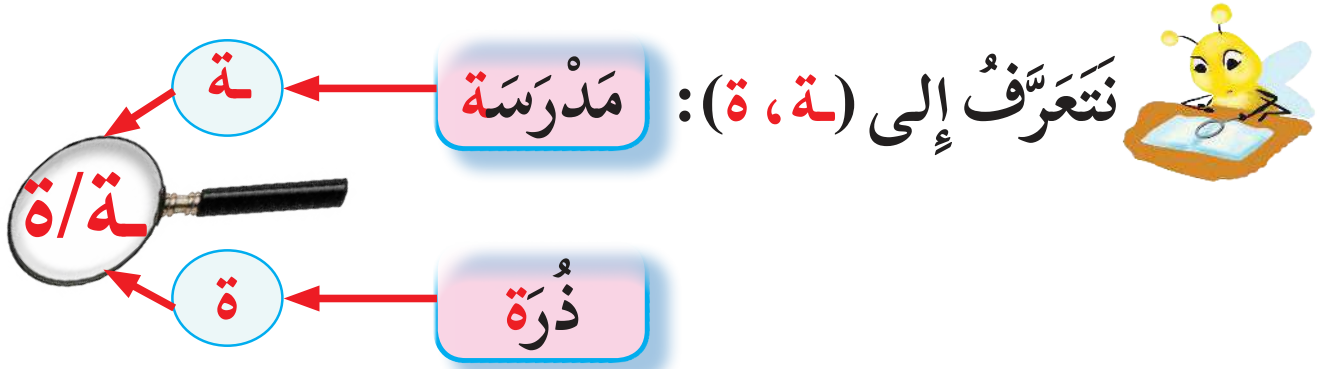 نَتَعَرَّفُ إِلى (ـة ، ة) : مَدْرَسَة
ـة
ـة/ة
ذُرَة
ة